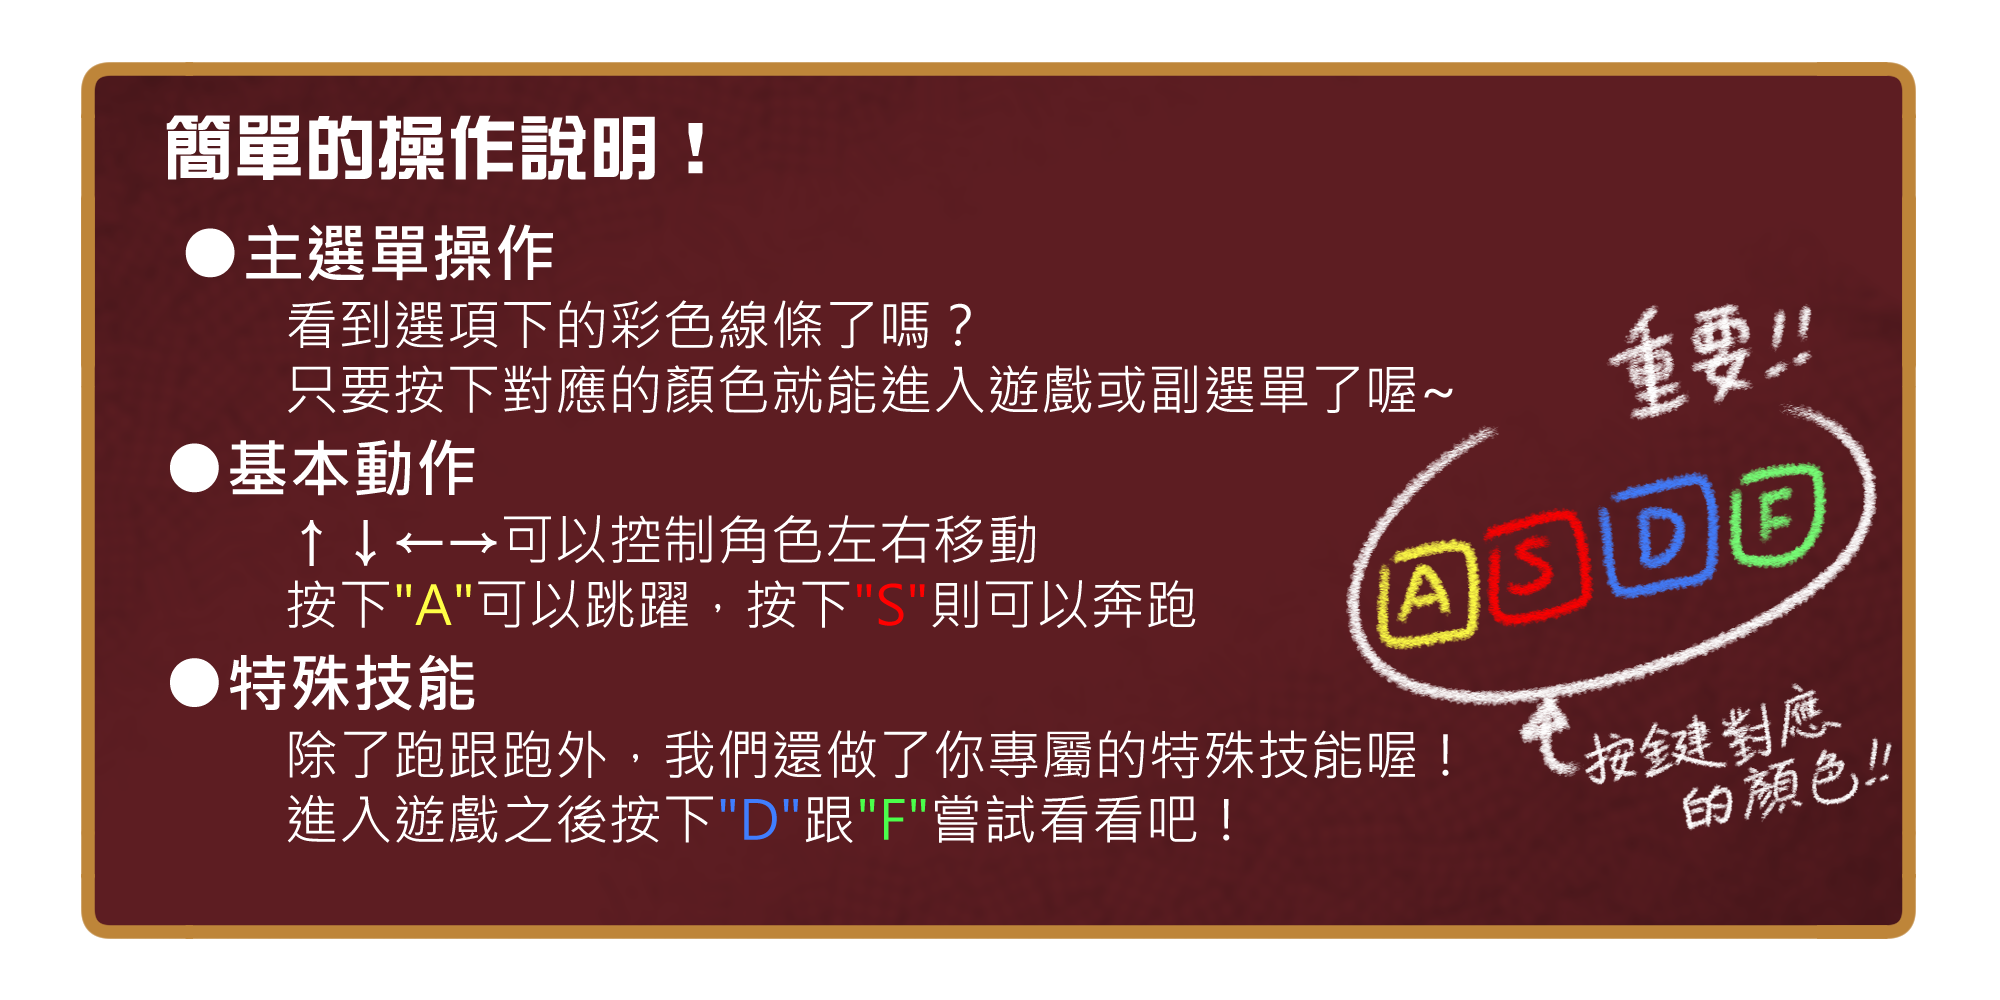 簡單的操作說明！
●主選單操作
看到選項下的彩色線條了嗎？
只要按下對應的顏色就能進入遊戲或副選單了喔~
●基本動作
↑↓←→可以控制角色左右移動
按下"A"可以跳躍，按下"S"則可以奔跑
●特殊技能
除了跑跟跑外，我們還做了你專屬的特殊技能喔！
進入遊戲之後按下"D"跟"F"嘗試看看吧！
重要!!
A S D F
按鍵對應
的顏色!!